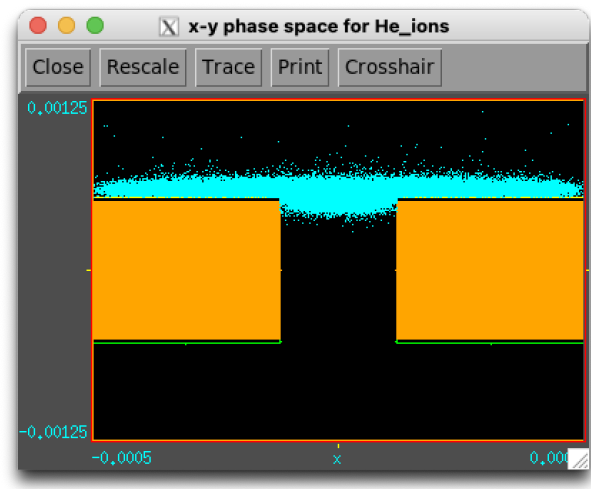 x-y phase space for He_ions
Close Rescale Trace Print Crosshair
0.00125
-0.00125
-0.0005 x